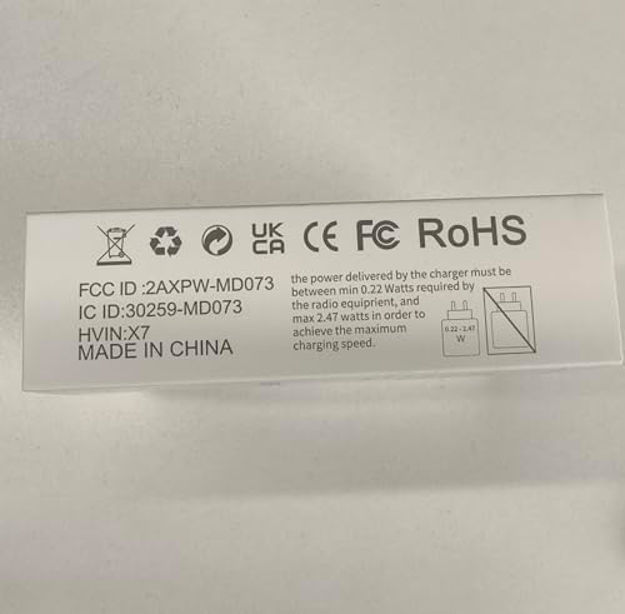 UK
CA CE FC RoHS
FCC ID :2AXPW-MD073
IC ID:30259-MD073
HVIN:X7
MADE IN CHINA
the power delivered by the charger must be
between min 0.22 Watts required by
the radio equiprient, and
max 2.47 watts in order to
achieve the maximum
charging speed.
0.22 - 2.47
W